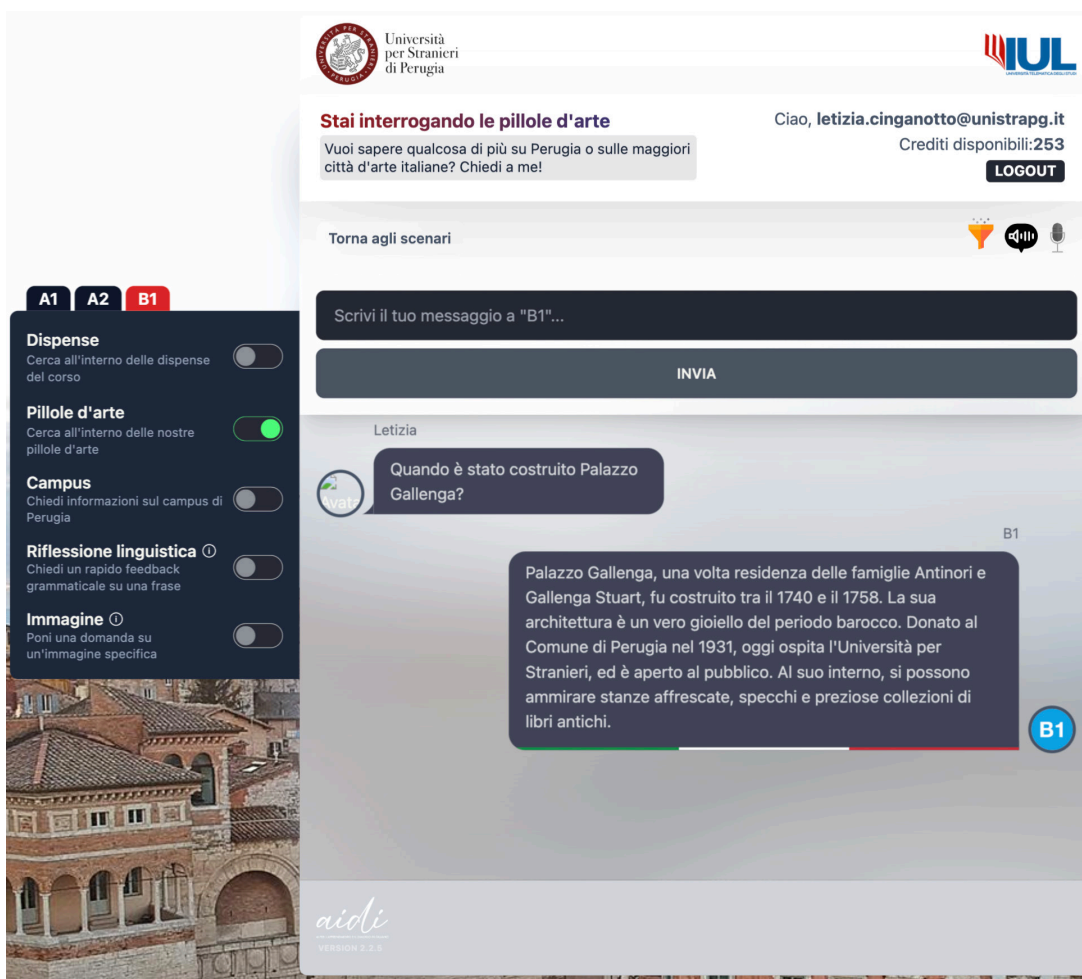 Università
per Stranieri
di Perugia
IUL
Stai interrogando le pillole d'arte
Vuoi sapere qualcosa di più su Perugia o sulle maggiori
città d'arte italiane? Chiedi a me!
Ciao, letizia.cinganotto@unistrapg.it
Crediti disponibili:253
LOGOUT
Torna agli scenari
A1 A2 B1
Dispense
Cerca all'interno delle dispense
del corso
Pillole d'arte
Cerca all'interno delle nostre
pillole d'arte
Campus
Chiedi informazioni sul campus di
Perugia
Riflessione linguistica
Chiedi un rapido feedback
grammaticale su una frase
Immagine
Poni una domanda su
un'immagine specifica
Scrivi il tuo messaggio a "B1"...
INVIA
Letizia
Quando è stato costruito Palazzo
Gallenga?
B1
Palazzo Gallenga, una volta residenza delle famiglie Antinori e
Gallenga Stuart, fu costruito tra il 1740 e il 1758. La sua
architettura è un vero gioiello del periodo barocco. Donato al
Comune di Perugia nel 1931, oggi ospita l'Università per
Stranieri, ed è aperto al pubblico. Al suo interno, si possono
ammirare stanze affrescate, specchi e preziose collezioni di
libri antichi.
B1
aidi
VERSION 2.2.5